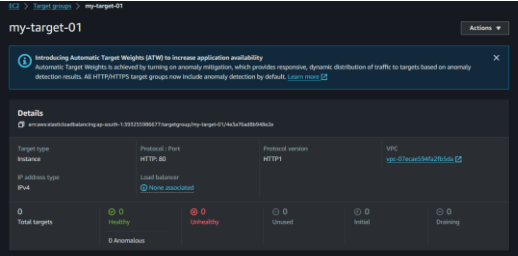 EC2 > Target groups > my-target-01
my-target-01
Actions
Introducing Automatic Target Weights (ATW) to increase application availability
Automatic Target Weights is achieved by turning on anomaly mitigation, which provides responsive, dynamic distribution of traffic to targets based on anomaly
detection results. All HTTP/HTTPS target groups now include anomaly detection by default. Learn more
Details
Target type
Instance
Protocol : Port
HTTP: 80
Protocol version
HTTP1
VPC
IP address type
IPv4
Load balancer
None associated
0
Total targets
0
Healthy
0 Anomalous
0
Unhealthy
0
Unused
0
Initial
0
Draining